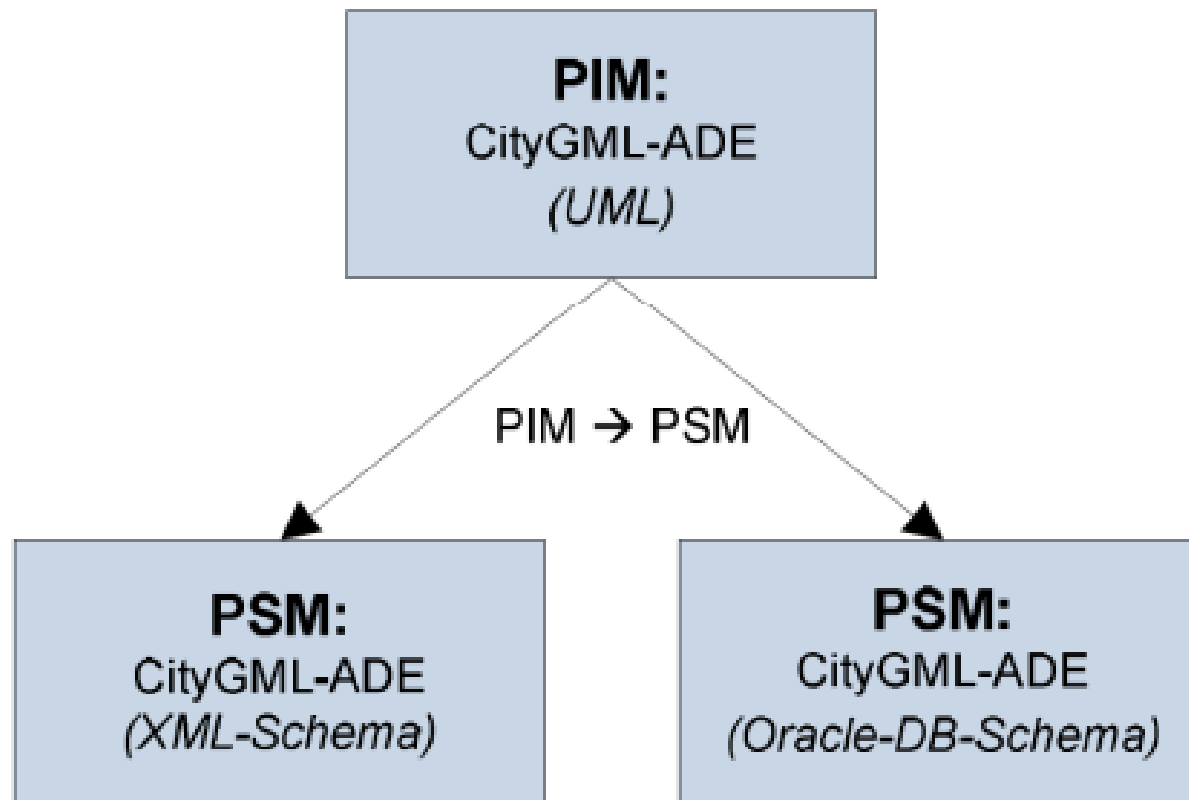 PIM:
CityGML-ADE
(UML)
PIM → PSM
PSM:
CityGML-ADE
(XML-Schema)
PSM:
CityGML-ADE
(Oracle-DB-Schema)